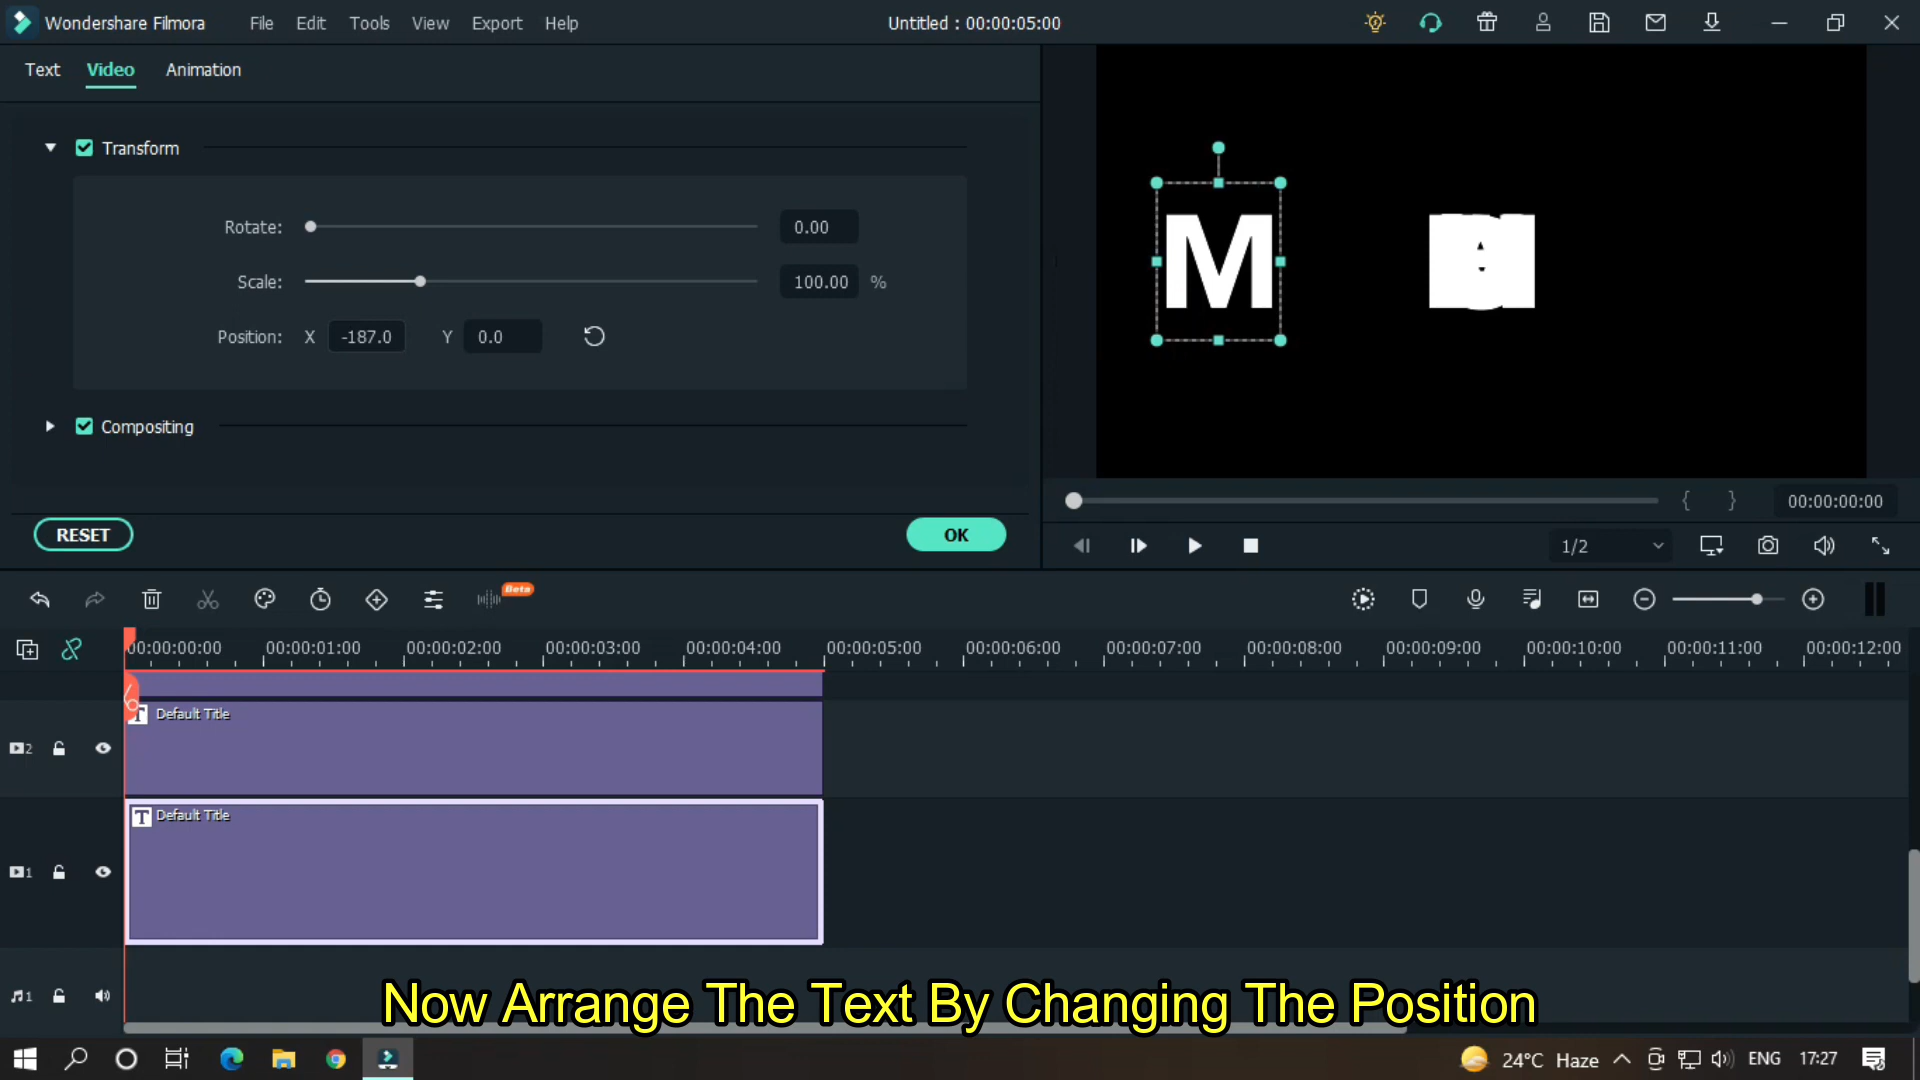 Wondershare Filmora File Edit Tools View Export Help Untitled : 00:00:05:00
Text Video Animation
Transform
Rotate: 0.00
Scale: 100.00 %
Position: X -187.0 Y 0.0
Compositing
RESET OK
M
{ } 00:00:00:00
1/2
Beta
00:00:00:00 00:00:01:00 00:00:02:00 00:00:03:00 00:00:04:00 00:00:05:00 00:00:06:00 00:00:07:00 00:00:08:00 00:00:09:00 00:00:10:00 00:00:11:00 00:00:12:00
T Default Title
2
T Default Title
1
1
Now Arrange The Text By Changing The Position
24°C Haze ENG 17:27